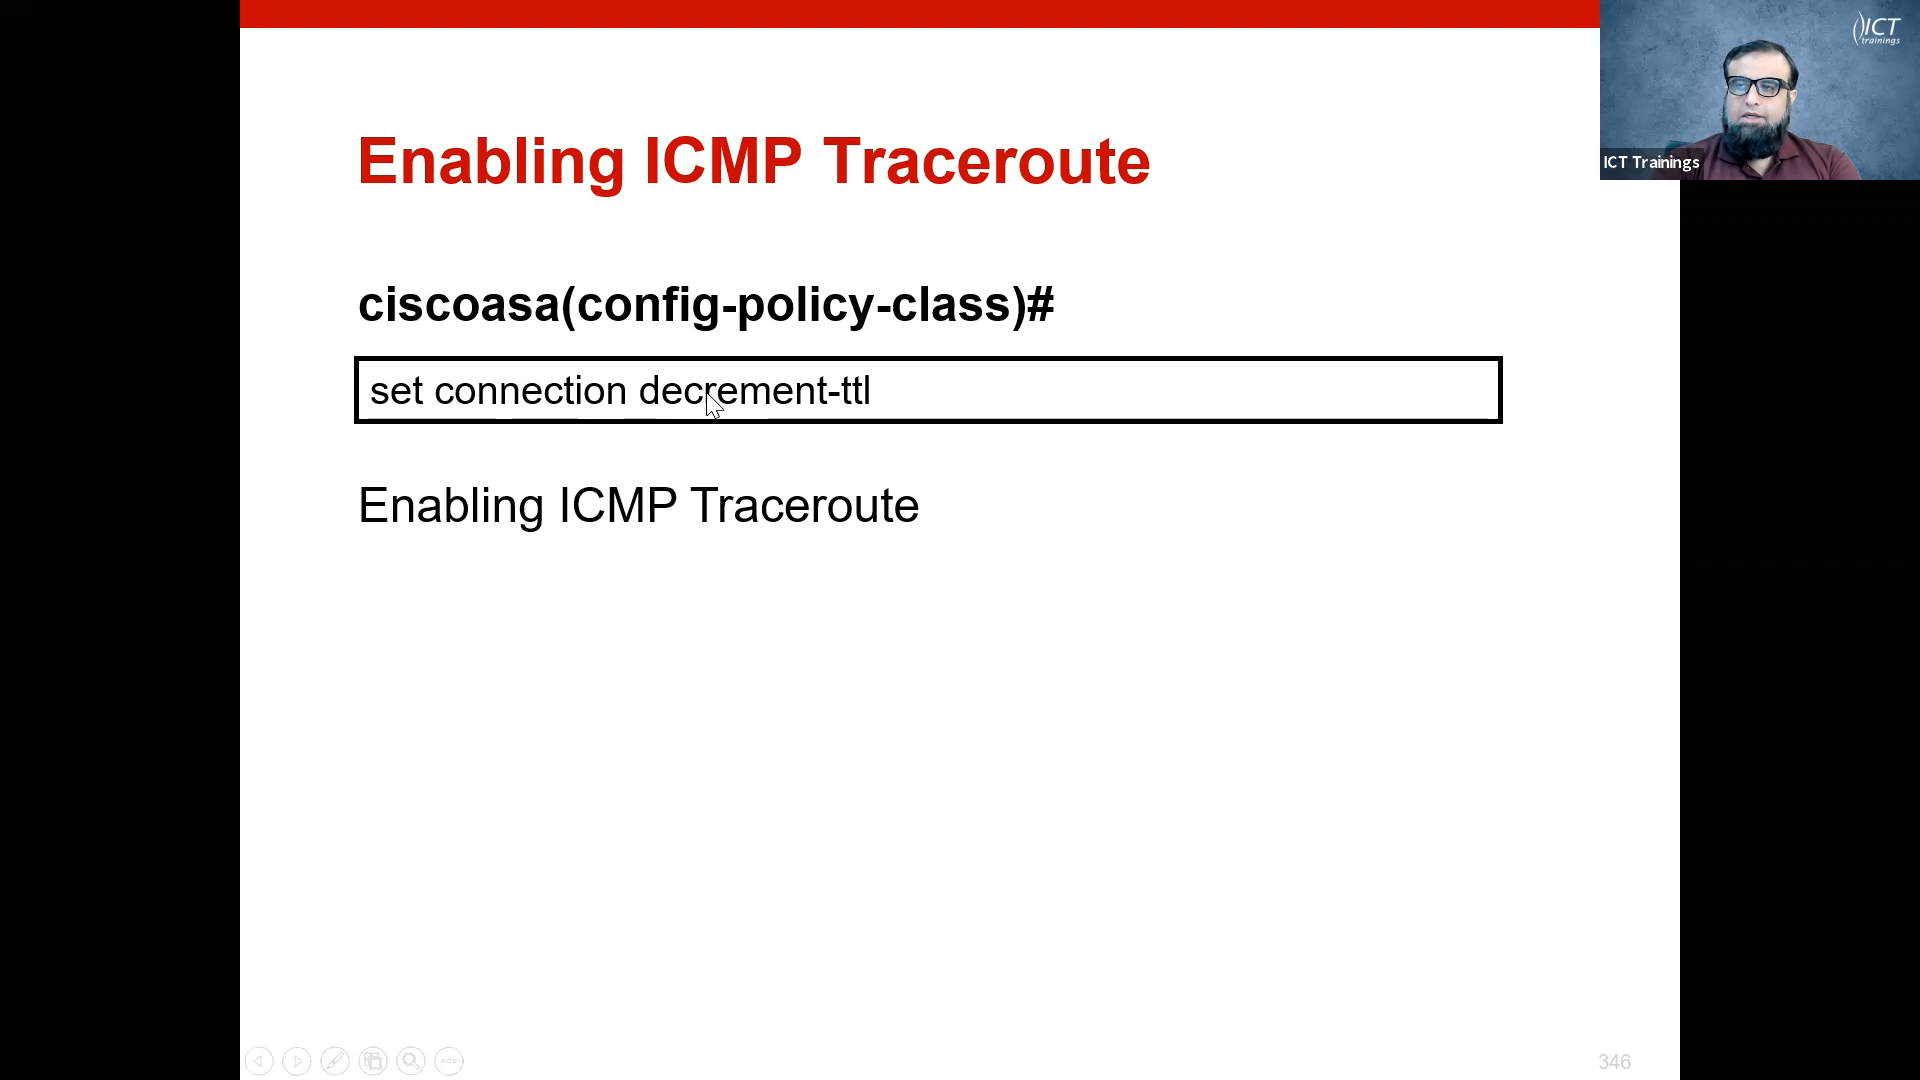 ICT
trainings
ICT Trainings
Enabling ICMP Traceroute
ciscoasa(config-policy-class)#
set connection decrement-ttl
Enabling ICMP Traceroute
346